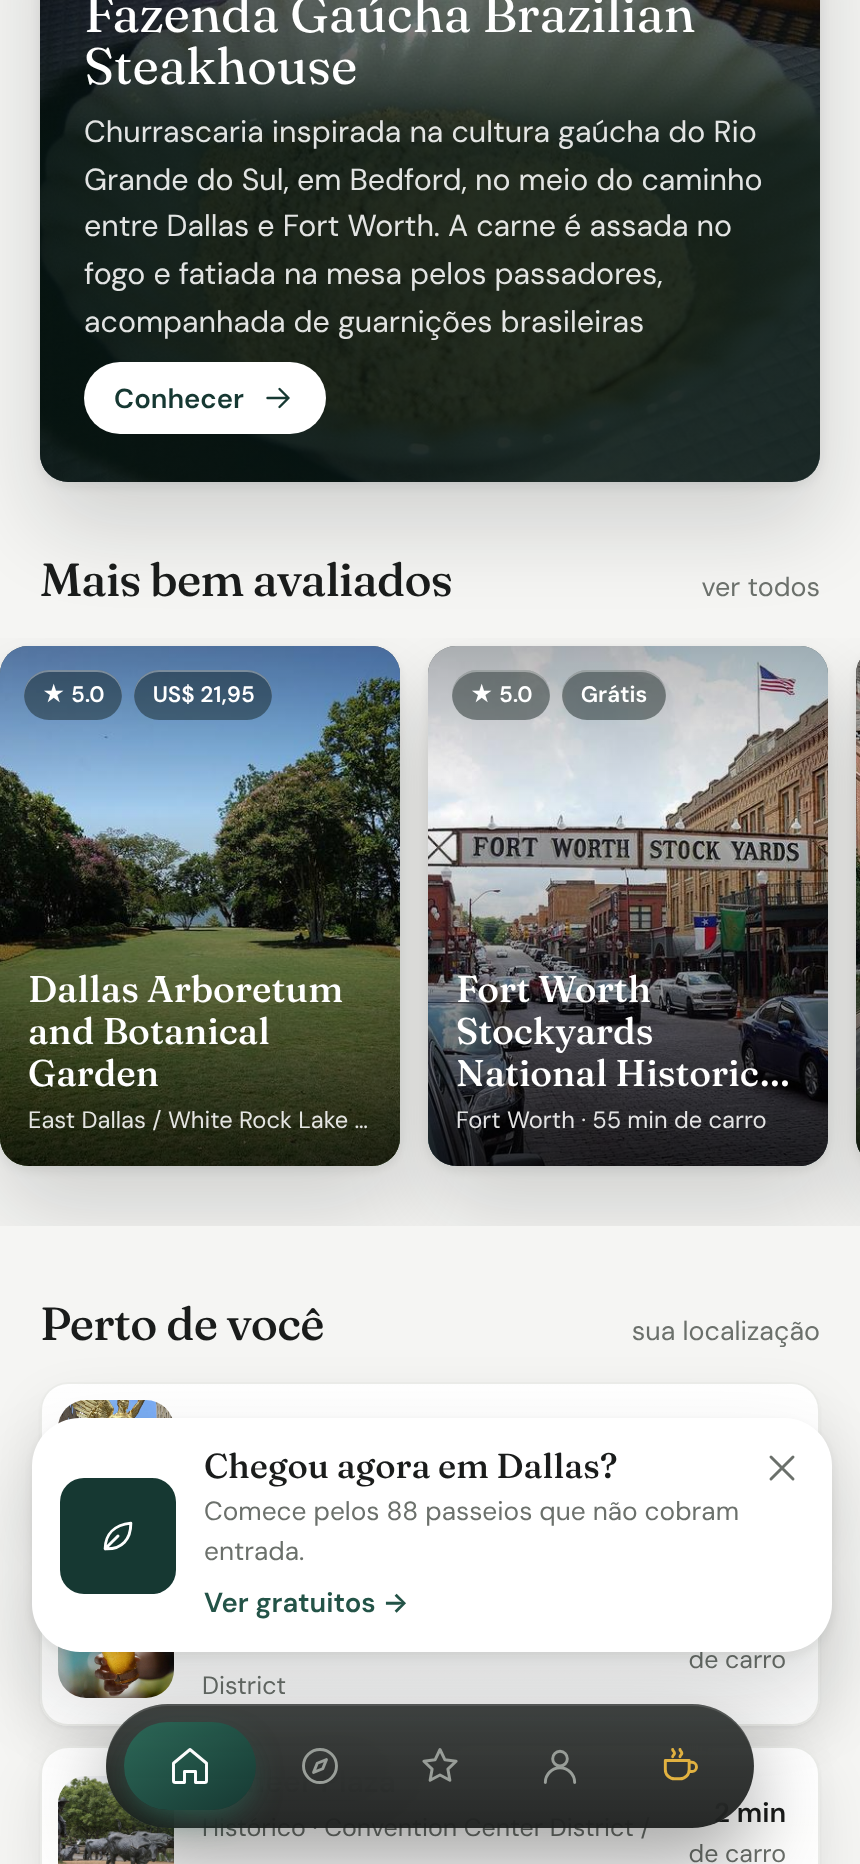 Fazenda Gaúcha Brazilian
Steakhouse
Churrascaria inspirada na cultura gaúcha do Rio
Grande do Sul, em Bedford, no meio do caminho
entre Dallas e Fort Worth. A carne é assada no
fogo e fatiada na mesa pelos passadores,
acompanhada de guarnições brasileiras
Conhecer →
Mais bem avaliados
ver todos
★ 5.0
US$ 21,95
Dallas Arboretum
and Botanical
Garden
East Dallas / White Rock Lake ...
★ 5.0
Grátis
FORT WORTH STOCK YARDS
Fort Worth
Stockyards
National Historic...
Fort Worth · 55 min de carro
Perto de você
sua localização
Chegou agora em Dallas?
Comece pelos 88 passeios que não cobram
entrada.
Ver gratuitos →
de carro
District
2 min
Histórico · Convention Center District /
de carro